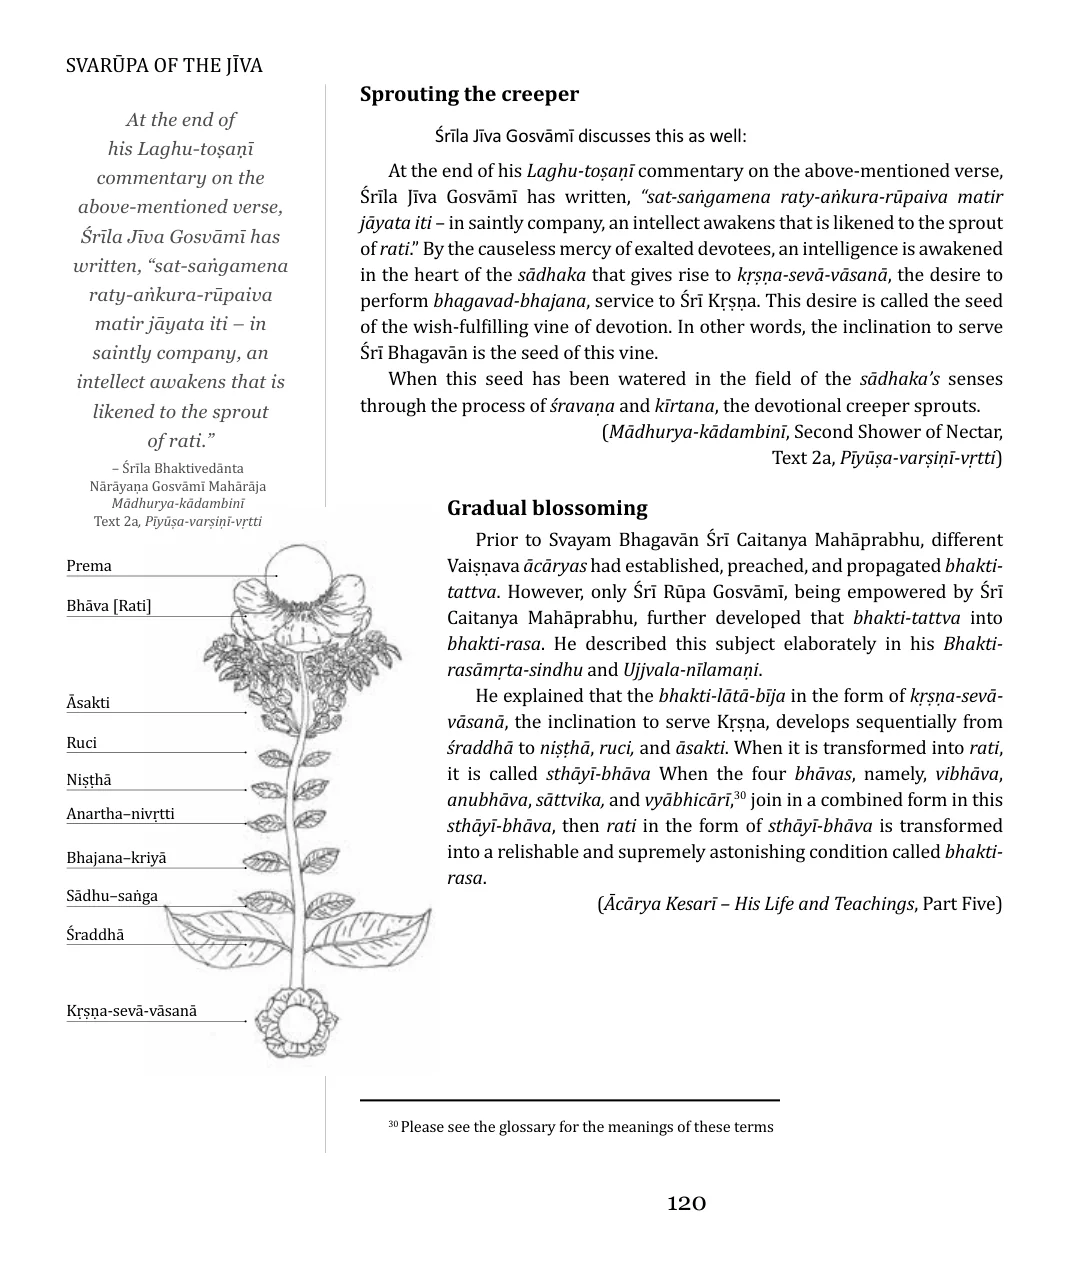 SVARŪPA OF THE JĪVA
At the end of
his Laghu-toṣaṇī
commentary on the
above-mentioned verse,
Śrīla Jīva Gosvāmī has
written, “sat-saṅgamena
raty-aṅkura-rūpaiva
matir jāyata iti – in
saintly company, an
intellect awakens that is
likened to the sprout
of rati.”
– Śrīla Bhaktivedānta
Nārāyaṇa Gosvāmī Mahārāja
Mādhurya-kādambinī
Text 2a, Pīyūṣa-varṣiṇī-vṛtti
Prema
Bhāva [Rati]
Āsakti
Ruci
Niṣṭhā
Anartha–nivṛtti
Bhajana–kriyā
Sādhu–saṅga
Śraddhā
Kṛṣṇa-sevā-vāsanā
Sprouting the creeper
Śrīla Jīva Gosvāmī discusses this as well:
At the end of his Laghu-toṣaṇī commentary on the above-mentioned verse,
Śrīla Jīva Gosvāmī has written, “sat-saṅgamena raty-aṅkura-rūpaiva matir
jāyata iti – in saintly company, an intellect awakens that is likened to the sprout
of rati.” By the causeless mercy of exalted devotees, an intelligence is awakened
in the heart of the sādhaka that gives rise to kṛṣṇa-sevā-vāsanā, the desire to
perform bhagavad-bhajana, service to Śrī Kṛṣṇa. This desire is called the seed
of the wish-fulfilling vine of devotion. In other words, the inclination to serve
Śrī Bhagavān is the seed of this vine.
When this seed has been watered in the field of the sādhaka’s senses
through the process of śravaṇa and kīrtana, the devotional creeper sprouts.
(Mādhurya-kādambinī, Second Shower of Nectar,
Text 2a, Pīyūṣa-varṣiṇī-vṛtti)
Gradual blossoming
Prior to Svayam Bhagavān Śrī Caitanya Mahāprabhu, different
Vaiṣṇava ācāryas had established, preached, and propagated bhakti-
tattva. However, only Śrī Rūpa Gosvāmī, being empowered by Śrī
Caitanya Mahāprabhu, further developed that bhakti-tattva into
bhakti-rasa. He described this subject elaborately in his Bhakti-
rasāmṛta-sindhu and Ujjvala-nīlamaṇi.
He explained that the bhakti-lātā-bīja in the form of kṛṣṇa-sevā-
vāsanā, the inclination to serve Kṛṣṇa, develops sequentially from
śraddhā to niṣṭhā, ruci, and āsakti. When it is transformed into rati,
it is called sthāyī-bhāva When the four bhāvas, namely, vibhāva,
anubhāva, sāttvika, and vyābhicārī,³⁰ join in a combined form in this
sthāyī-bhāva, then rati in the form of sthāyī-bhāva is transformed
into a relishable and supremely astonishing condition called bhakti-
rasa.
(Ācārya Kesarī – His Life and Teachings, Part Five)
³⁰ Please see the glossary for the meanings of these terms
120